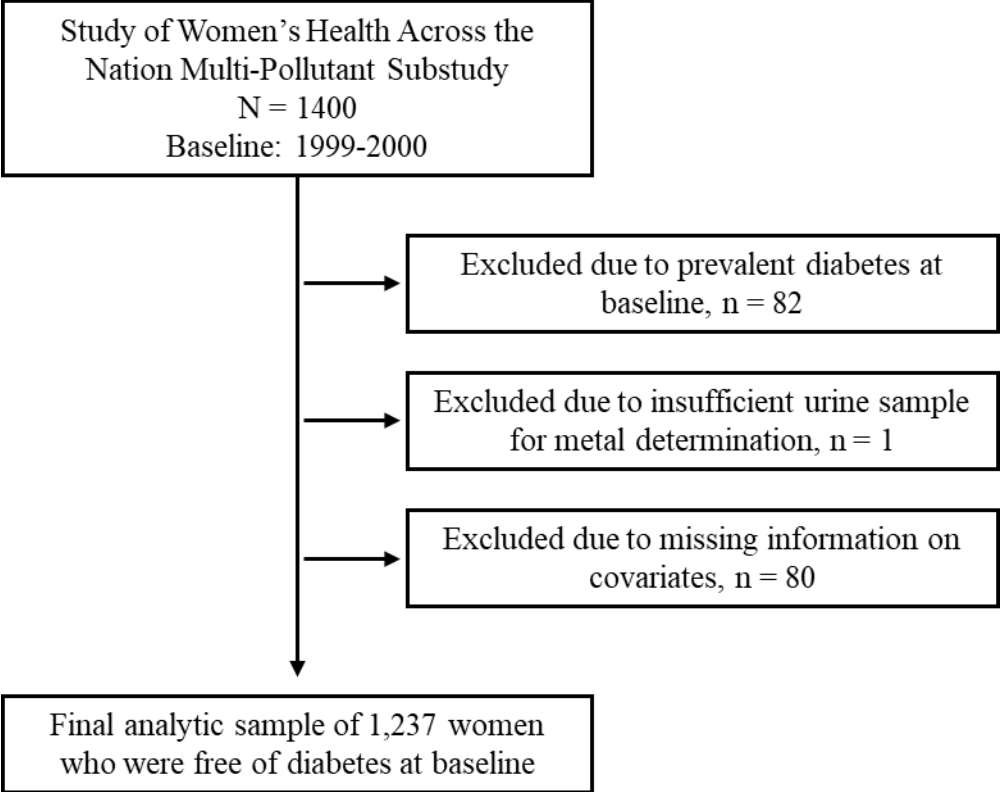 Study of Women’s Health Across the
Nation Multi-Pollutant Substudy
N = 1400
Baseline: 1999-2000
Excluded due to prevalent diabetes at
baseline, n = 82
Excluded due to insufficient urine sample
for metal determination, n = 1
Excluded due to missing information on
covariates, n = 80
Final analytic sample of 1,237 women
who were free of diabetes at baseline